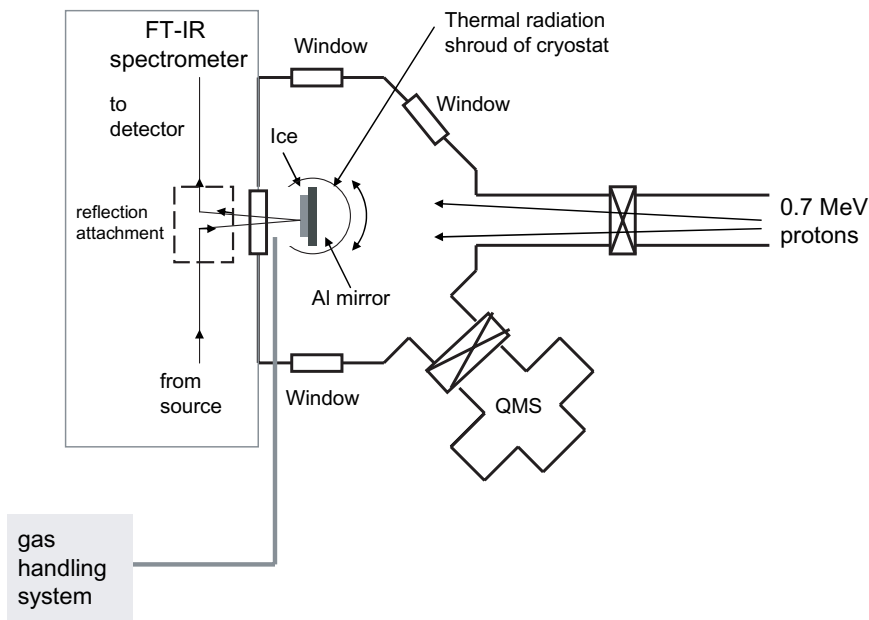 FT-IR
spectrometer
Thermal radiation
shroud of cryostat
Window
Window
to
detector
Ice
reflection
attachment
0.7 MeV
protons
Al mirror
from
source
Window
QMS
gas
handling
system